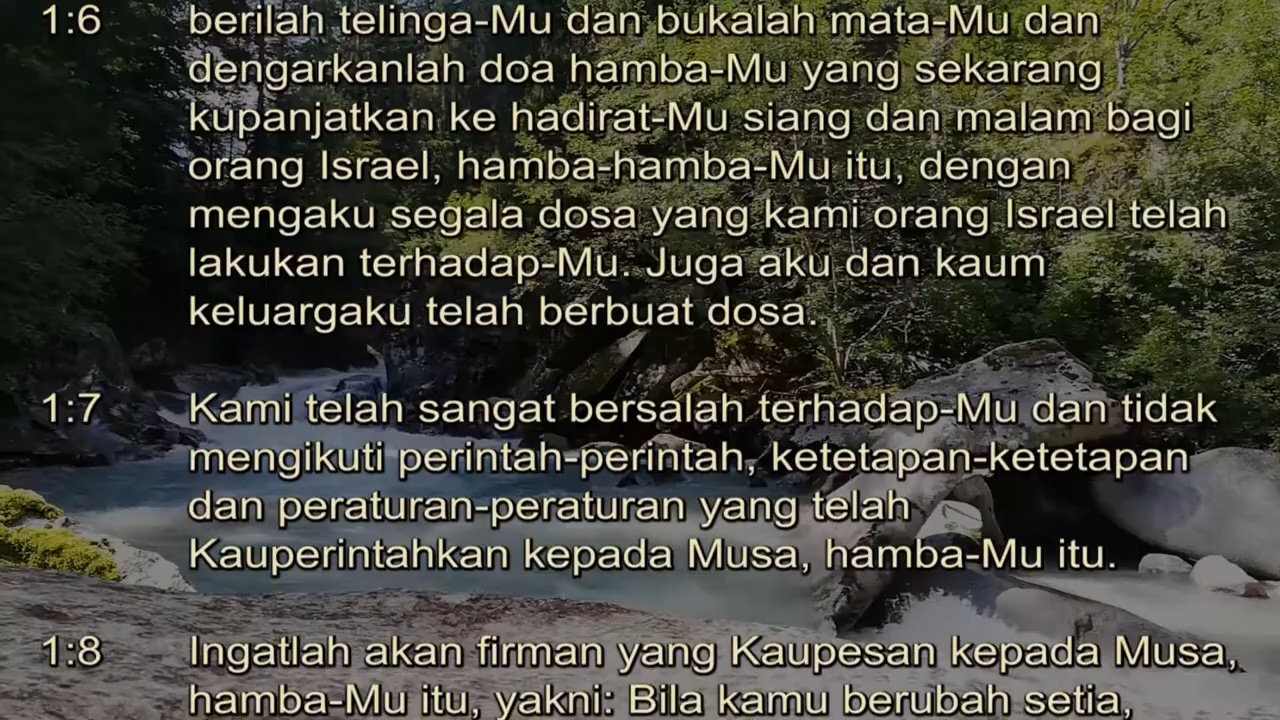 1:6 berilah telinga-Mu dan bukalah mata-Mu dan
dengarkanlah doa hamba-Mu yang sekarang
kupanjatkan ke hadirat-Mu siang dan malam bagi
orang Israel, hamba-hamba-Mu itu, dengan
mengaku segala dosa yang kami orang Israel telah
lakukan terhadap-Mu. Juga aku dan kaum
keluargaku telah berbuat dosa.
1:7 Kami telah sangat bersalah terhadap-Mu dan tidak
mengikuti perintah-perintah, ketetapan-ketetapan
dan peraturan-peraturan yang telah
Kauperintahkan kepada Musa, hamba-Mu itu.
1:8 Ingatlah akan firman yang Kaupesan kepada Musa,
hamba-Mu itu, yakni: Bila kamu berubah setia,